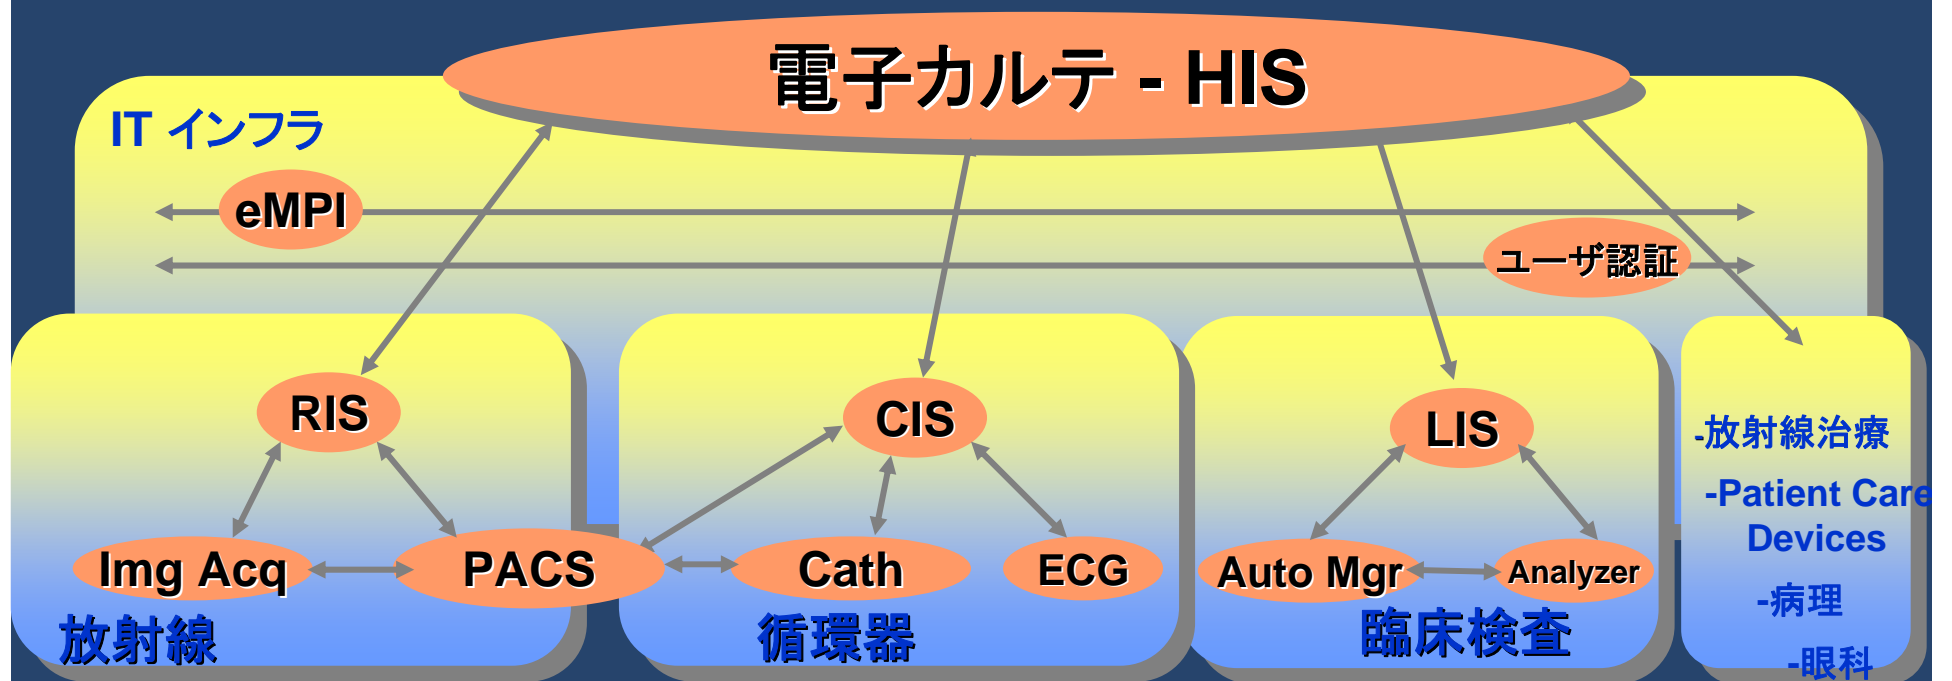 電子カルテ - HIS
IT インフラ
eMPI
ユーザ認証
RIS
CIS
LIS
Img Acq
PACS
Cath
ECG
Auto Mgr
Analyzer
放射線
循環器
臨床検査
-放射線治療
-Patient Care
Devices
-病理
-眼科